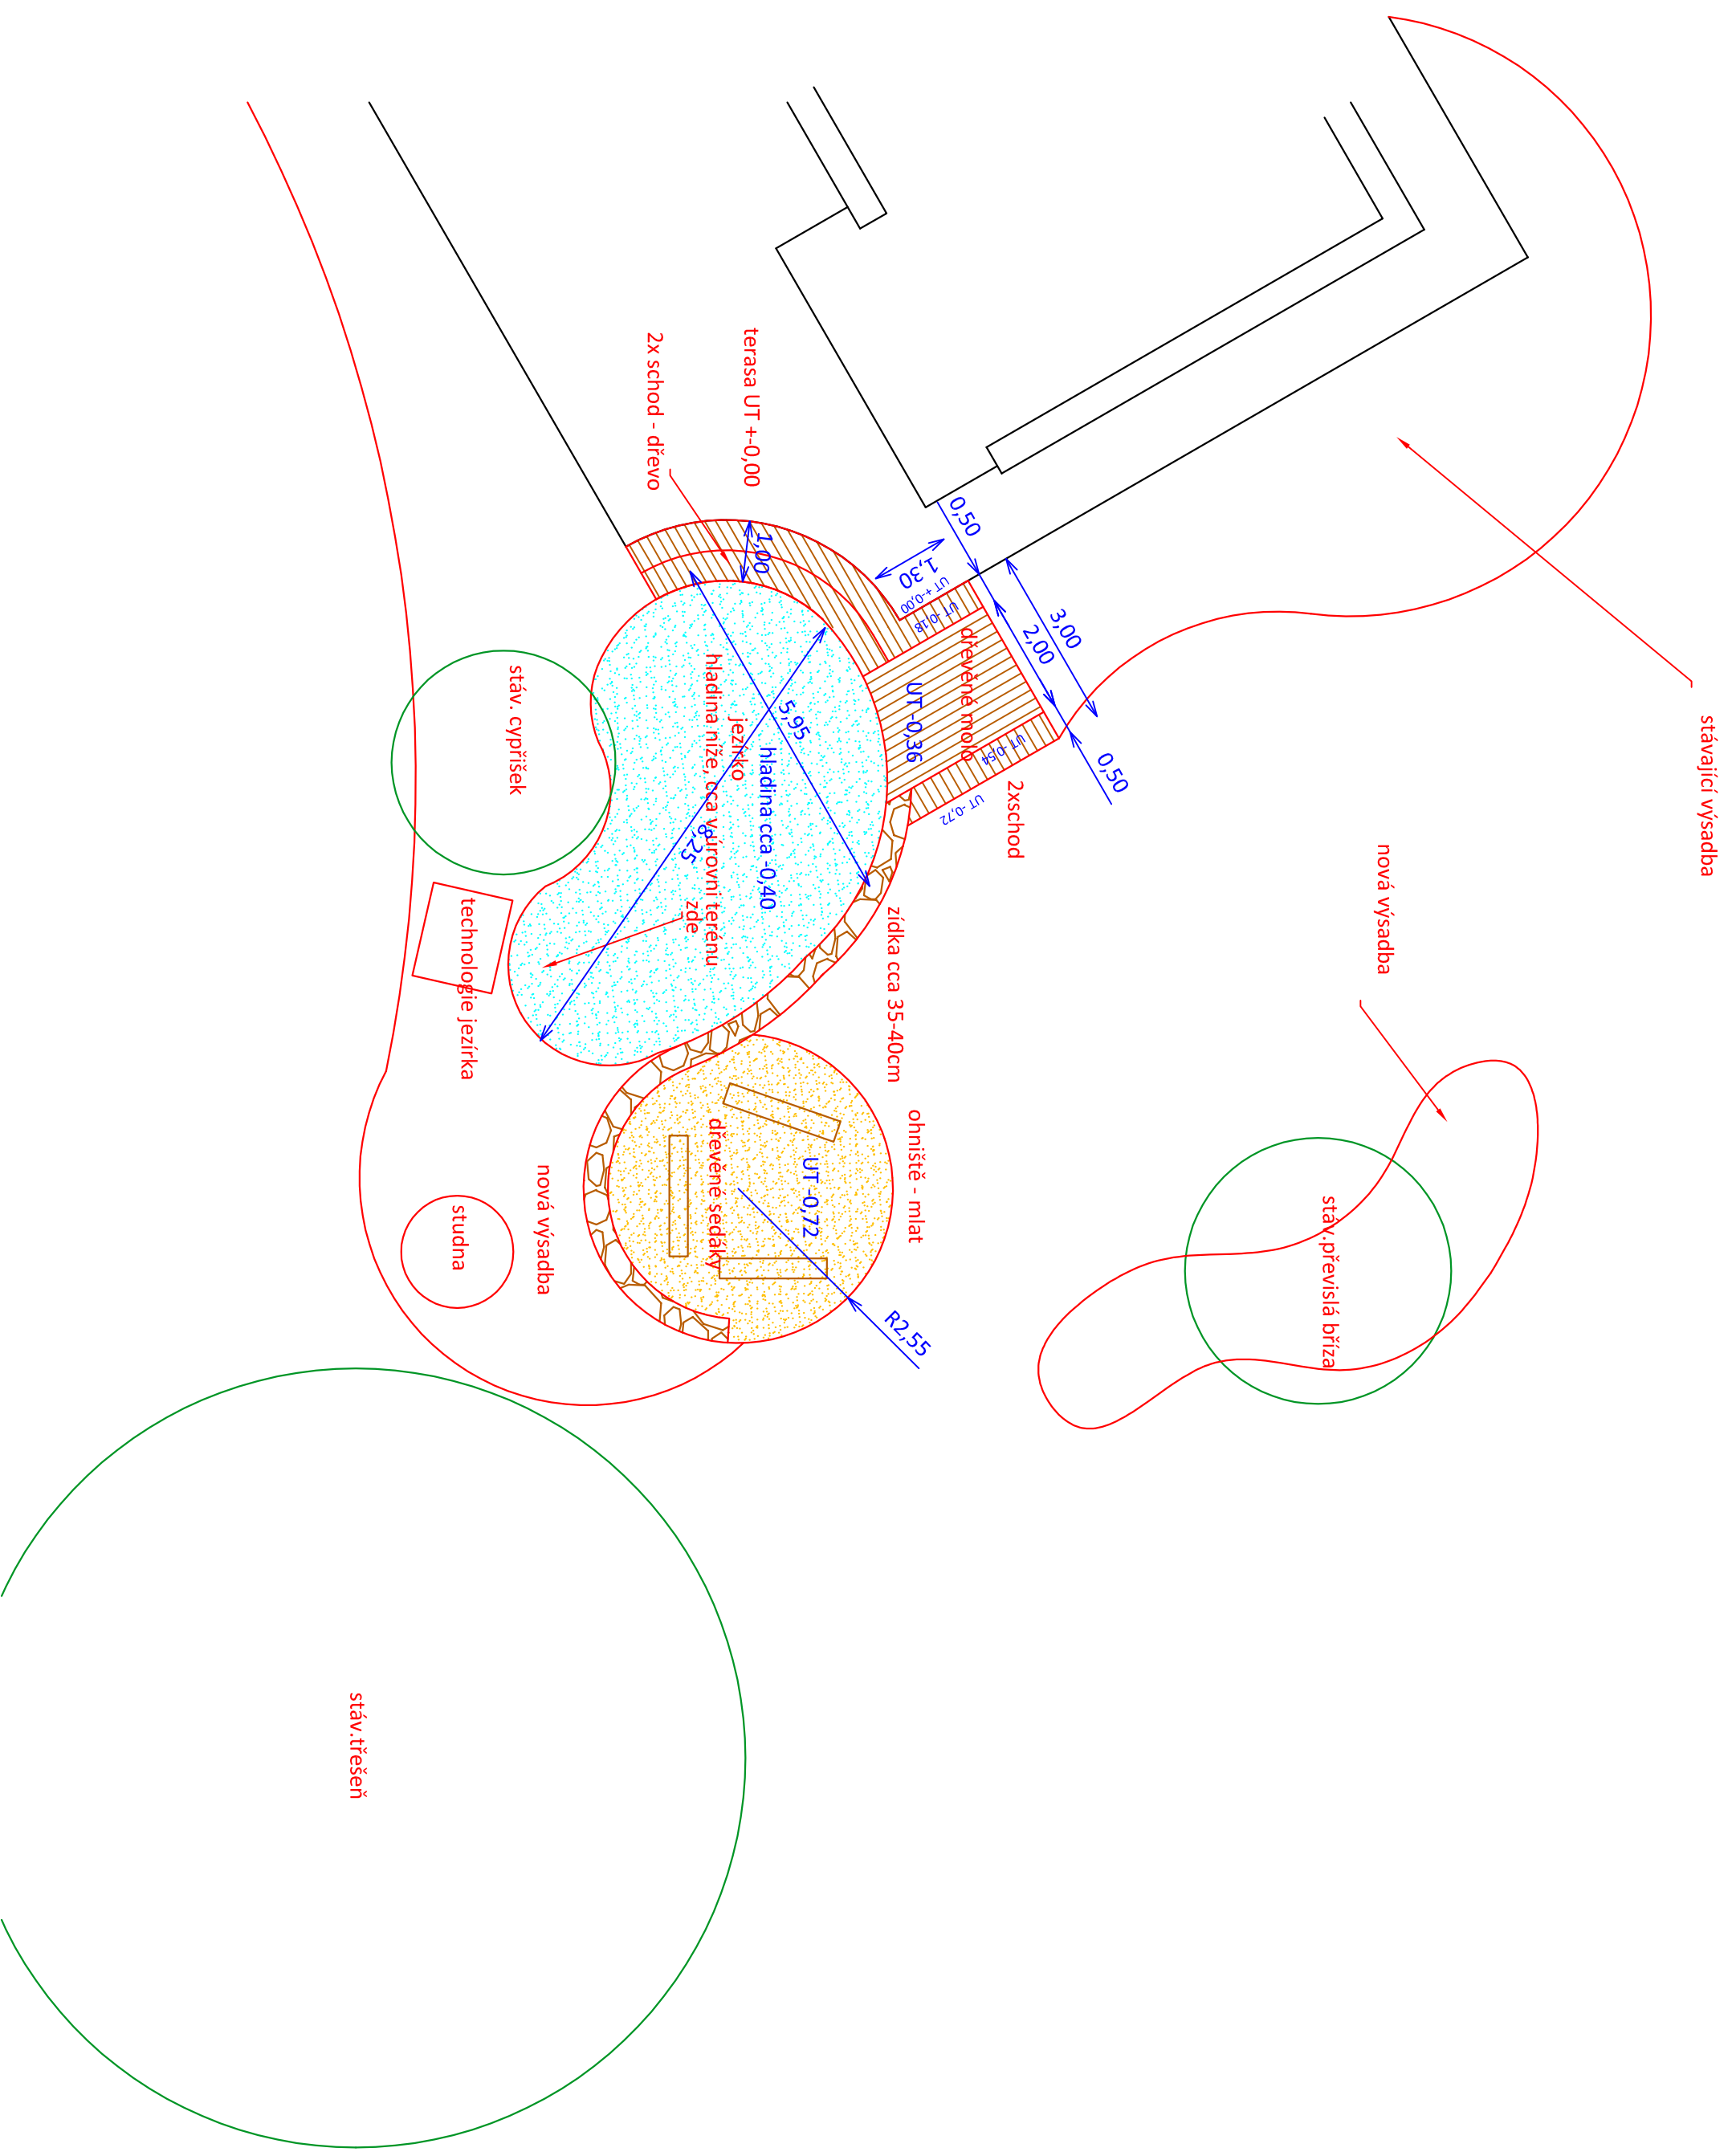 terasa UT +-0,00
2x schod - dřevo
1,00
0,50
1,30
UT +-0,00
UT -0,18
3,00
2,00
0,50
dřevěné molo
UT -0,36
UT -0,54
UT -0,72
2xschod
stávající výsadba
stáv. cypřišek
5,95
hladina cca -0,40
jezírko
hladina níže, cca v úrovni terénu
8,25
zde
technologie jezírka
zídka cca 35-40cm
nová výsadba
ohniště - mlat
UT -0,72
dřevěné sedáky
R2,55
nová výsadba
studna
stáv.převislá bříza
stáv.třešeň